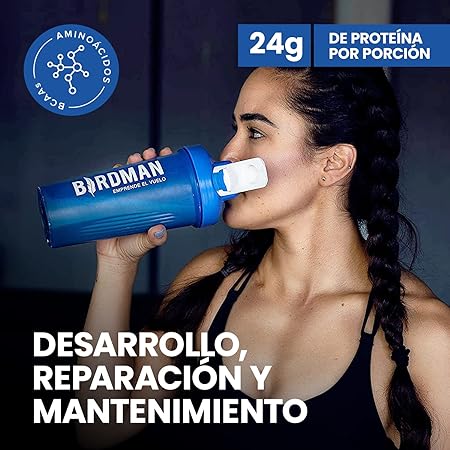 AMINOÁCIDOS
BCAAs
24g
DE PROTEÍNA
POR PORCIÓN
BIRDMAN
EMPRENDE EL VUELO
DESARROLLO,
REPARACIÓN Y
MANTENIMIENTO